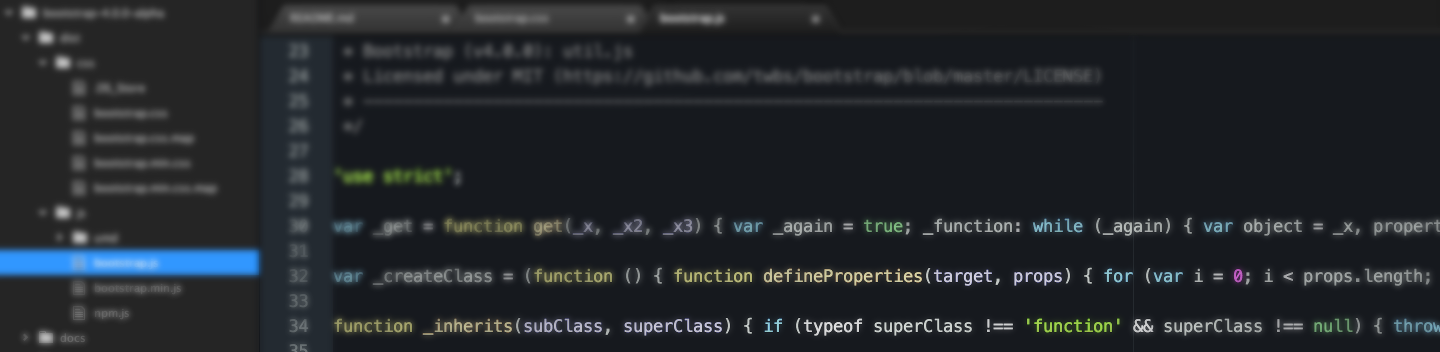 bootstrap-4.0.0-alpha
dist
css
.DS_Store
bootstrap.css
bootstrap.css.map
bootstrap.min.css
bootstrap.min.css.map
js
umd
bootstrap.js
bootstrap.min.js
npm.js
docs
README.md
bootstrap.css
bootstrap.js
23 * Bootstrap (v4.0.0): util.js
24 * Licensed under MIT (https://github.com/twbs/bootstrap/blob/master/LICENSE)
25 * --------------------------------------------------------------------------
26 */
27
28 'use strict';
29
30 var _get = function get(_x, _x2, _x3) { var _again = true; _function: while (_again) { var object = _x, propert
31
32 var _createClass = (function () { function defineProperties(target, props) { for (var i = 0; i < props.length;
33
34 function _inherits(subClass, superClass) { if (typeof superClass !== 'function' && superClass !== null) { throw
35